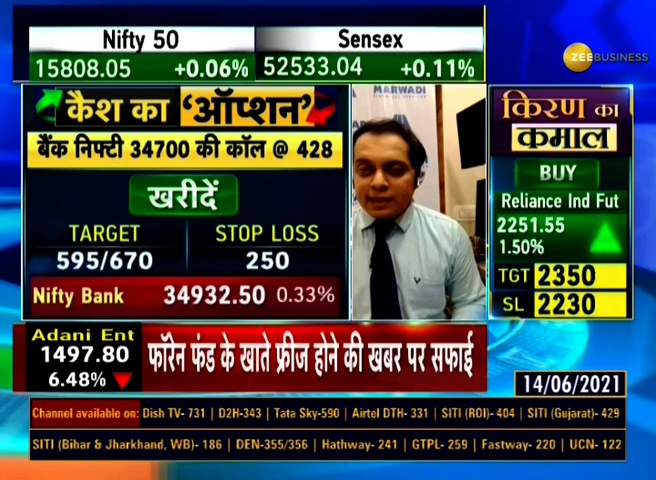 Nifty 50
15808.05 +0.06%
Sensex
52533.04 +0.11%
ZEE BUSINESS
कैश का 'ऑप्शन'
बैंक निफ्टी 34700 की कॉल @ 428
खरीदें
TARGET
595/670
STOP LOSS
250
Nifty Bank 34932.50 0.33%
MARWADI
किरण का
कमाल
BUY
Reliance Ind Fut
2251.55
1.50%
TGT 2350
SL 2230
Adani Ent
1497.80
6.48%
फॉरेन फंड के खाते फ्रीज होने की खबर पर सफाई
14/06/2021
Channel available on: Dish TV- 731 | D2H-343 | Tata Sky-590 | Airtel DTH- 331 | SITI (ROI)- 404 | SITI (Gujarat)- 429
SITI (Bihar & Jharkhand, WB)- 186 | DEN-355/356 | Hathway- 241 | GTPL- 259 | Fastway- 220 | UCN- 122